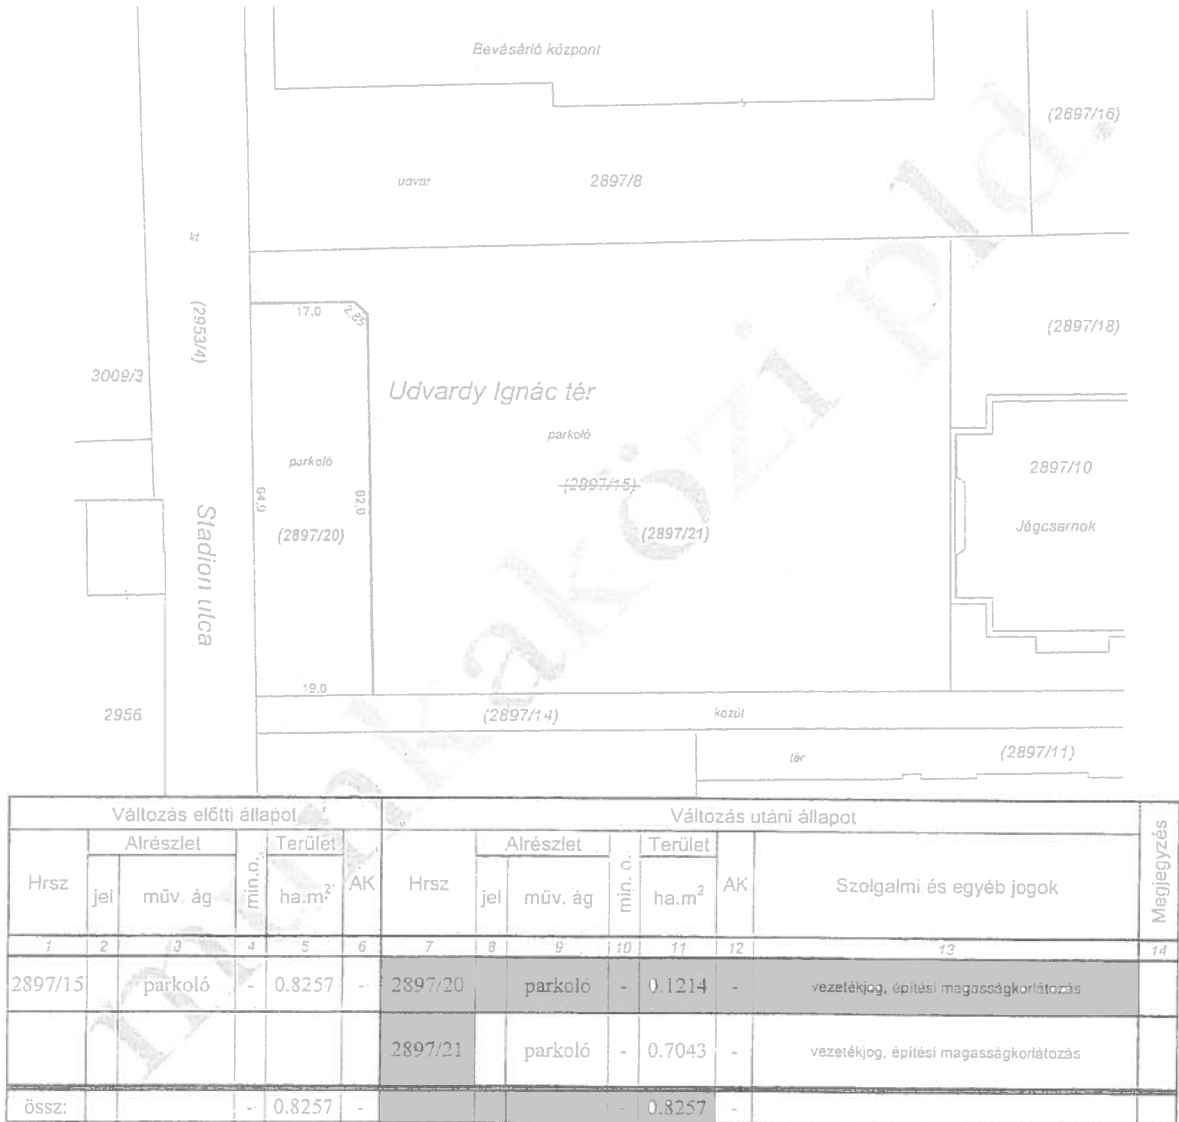 Bevásárló központ
(2897/16)
udvar 2897/8
kt
(2953/4)
17.0 2.85
(2897/18)
3009/3
Udvardy Ignác tér
parkoló
parkoló
(2897/15)
2897/10
64.0
62.0
(2897/20)
(2897/21)
Jégcsarnok
Stadion utca
19.0
2956
(2897/14) közút
tér (2897/11)
munkaközi pld.
Változás előtti állapot Változás utáni állapot Megjegyzés
Hrsz Alrészlet min. o. Terület AK Hrsz Alrészlet min. o. Terület AK Szolgalmi és egyéb jogok
jel műv. ág ha.m² jel műv. ág ha.m²
1 2 3 4 5 6 7 8 9 10 11 12 13 14
2897/15 parkoló - 0.8257 - 2897/20 parkoló - 0.1214 - vezetékjog, építési magasságkorlátozás
2897/21 parkoló - 0.7043 - vezetékjog, építési magasságkorlátozás
össz: - 0.8257 - - 0.8257 -